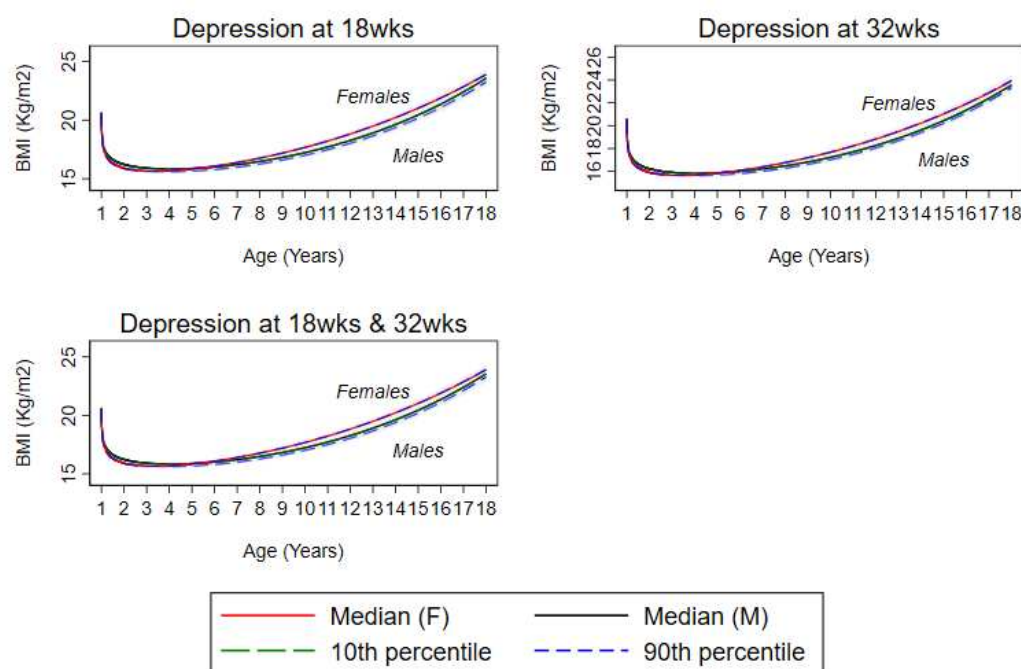 Depression at 18wks
BMI (Kg/m2)
25
20
15
Females
Males
1 2 3 4 5 6 7 8 9 10 11 12 13 14 15 16 17 18
Age (Years)
Depression at 32wks
BMI (Kg/m2)
26
24
22
20
18
16
Females
Males
1 2 3 4 5 6 7 8 9 10 11 12 13 14 15 16 17 18
Age (Years)
Depression at 18wks & 32wks
BMI (Kg/m2)
25
20
15
Females
Males
1 2 3 4 5 6 7 8 9 10 11 12 13 14 15 16 17 18
Age (Years)
Median (F) Median (M)
10th percentile 90th percentile